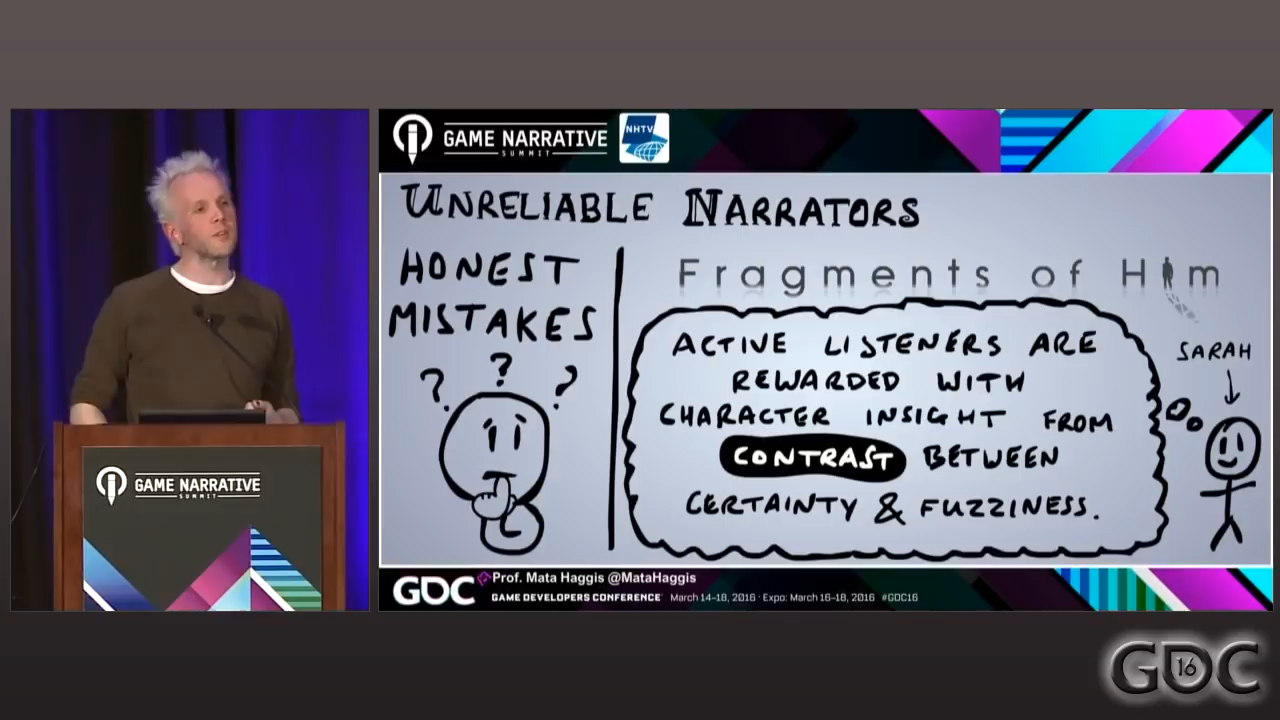 GAME NARRATIVE
SUMMIT
NHTV
UNRELIABLE NARRATORS
HONEST
MISTAKES
? ? ?
Fragments of Him
ACTIVE LISTENERS ARE
REWARDED WITH
CHARACTER INSIGHT FROM
CONTRAST BETWEEN
CERTAINTY & FUZZINESS.
SARAH
GAME NARRATIVE
SUMMIT
GDC Prof. Mata Haggis @MataHaggis
GAME DEVELOPERS CONFERENCE March 14-18, 2016 · Expo: March 16-18, 2016 #GDC16
GDC 16